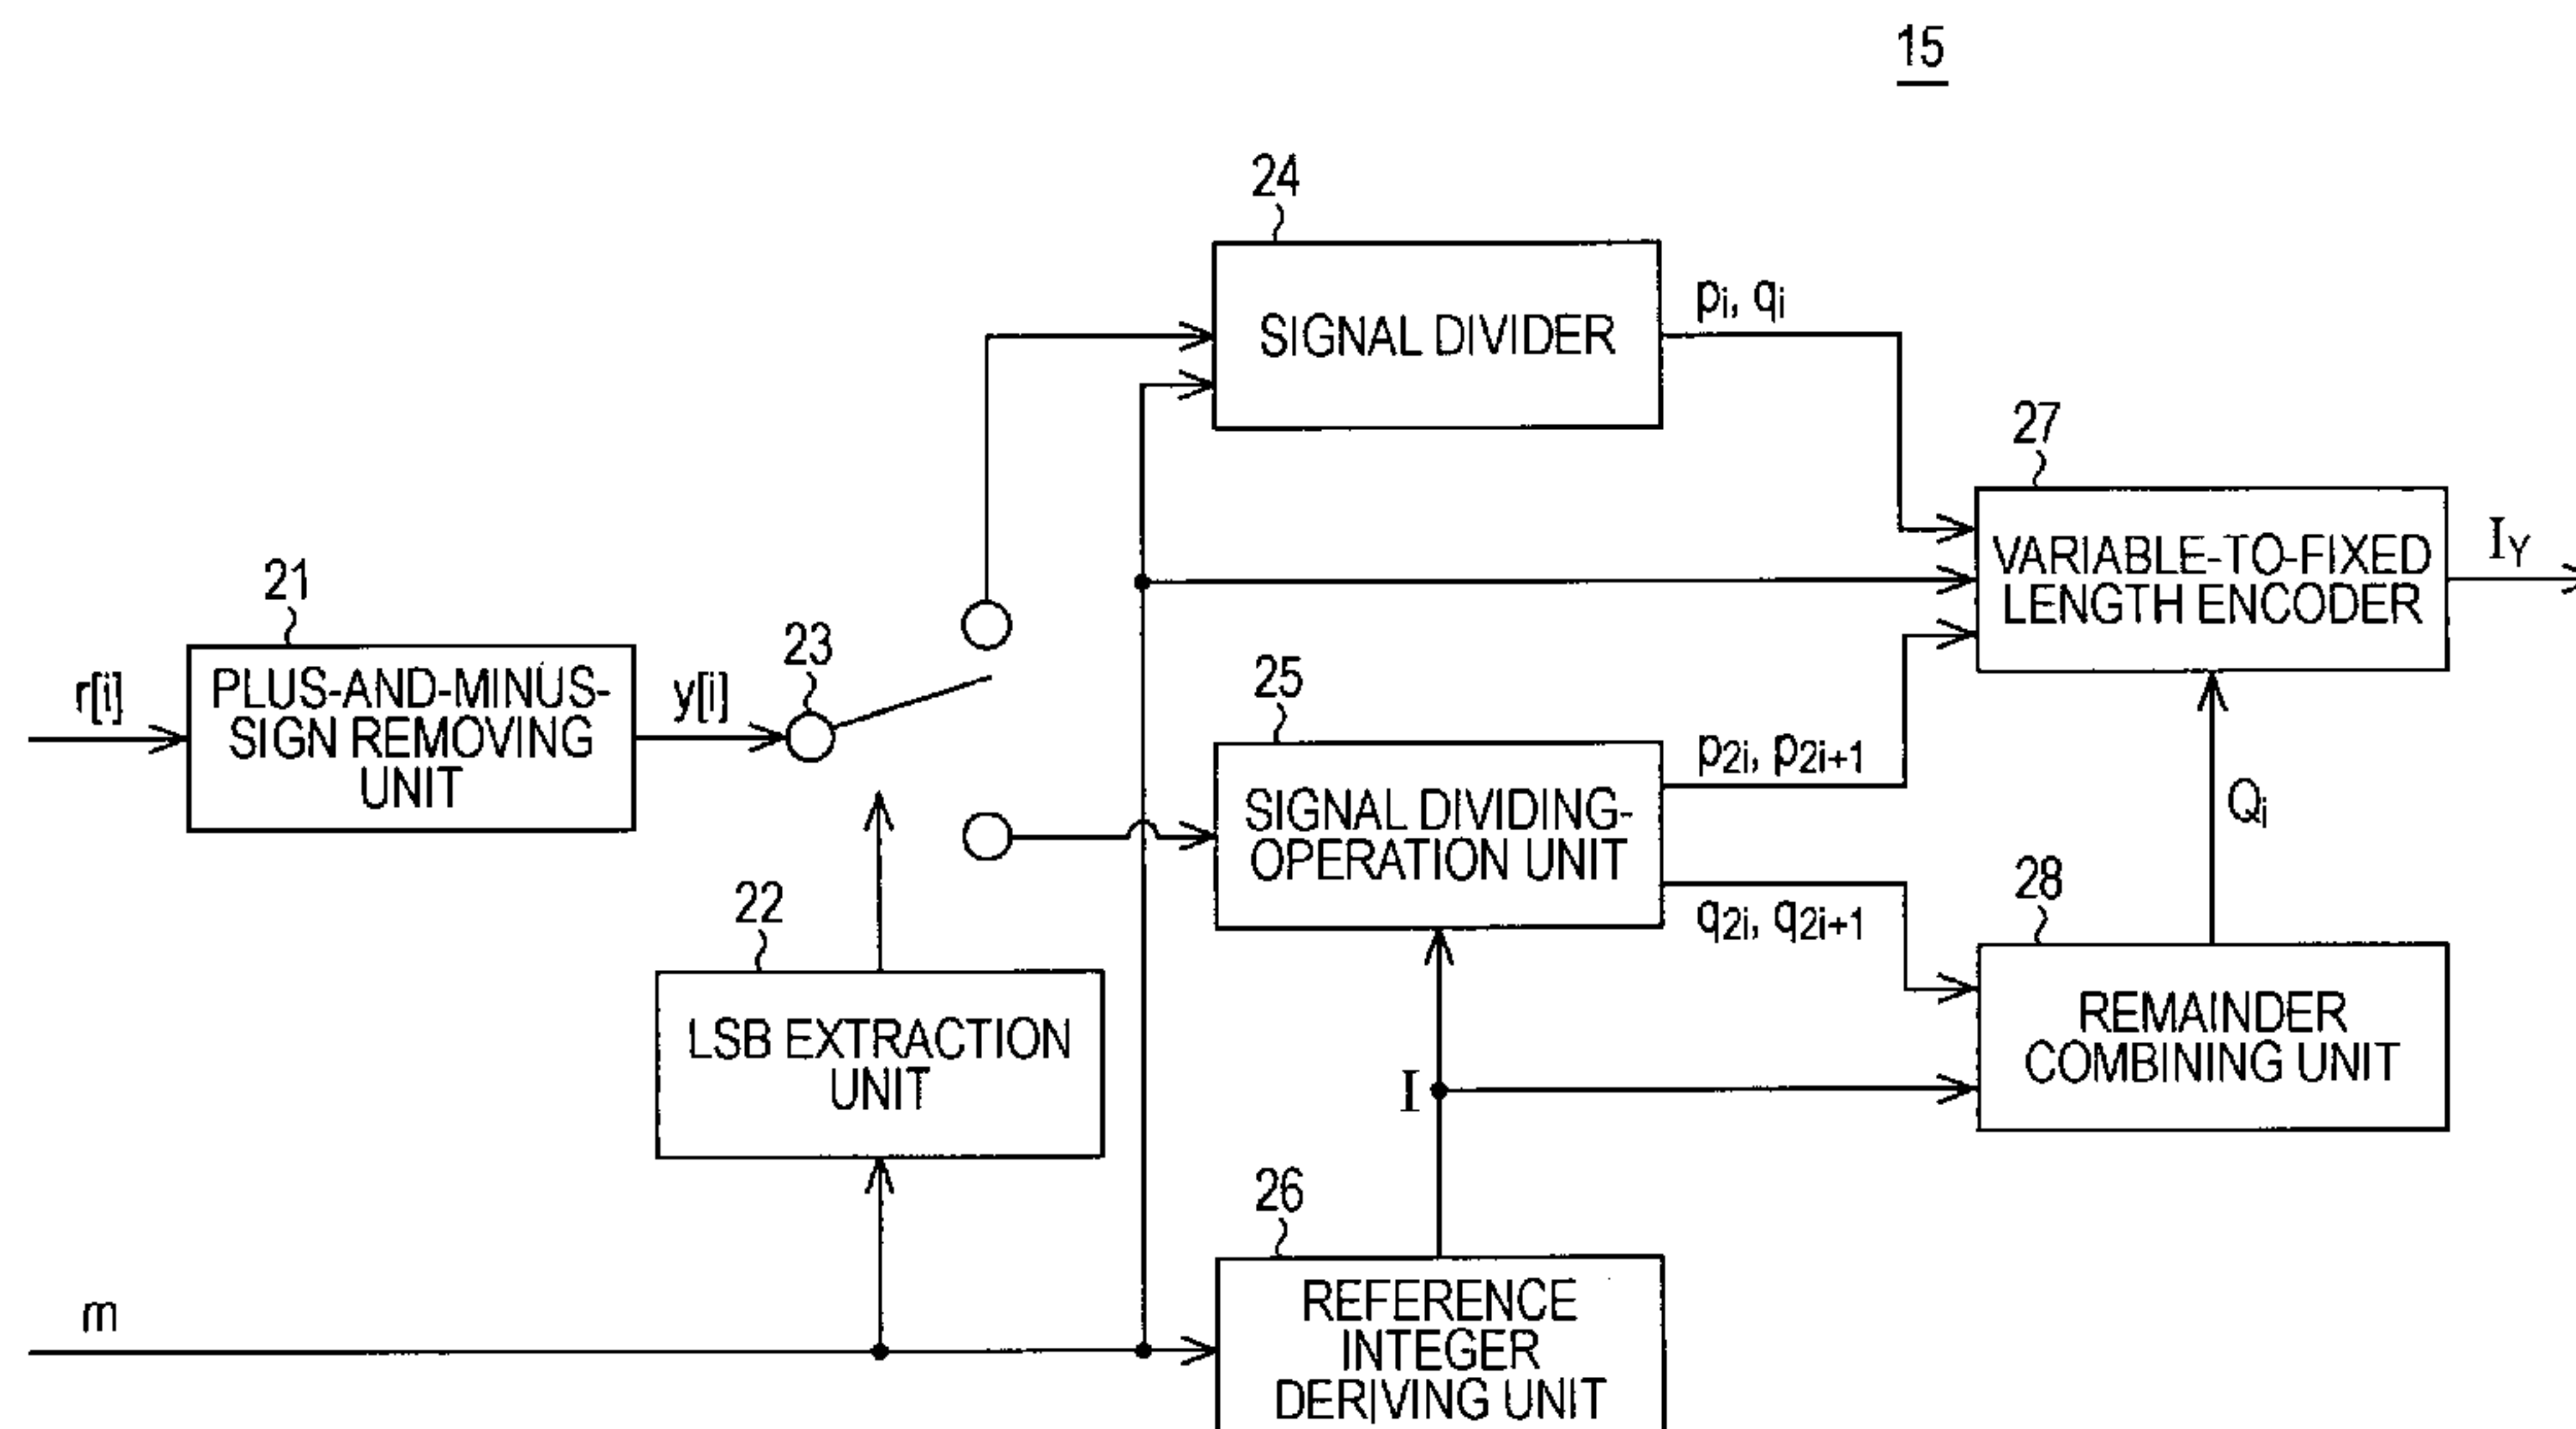 15
24
SIGNAL DIVIDER
pi, qi
27
VARIABLE-TO-FIXED
LENGTH ENCODER
IY
21
r[i]
PLUS-AND-MINUS-
SIGN REMOVING
UNIT
y[i]
23
25
SIGNAL DIVIDING-
OPERATION UNIT
p2i, p2i+1
q2i, q2i+1
Qi
22
LSB EXTRACTION
UNIT
28
REMAINDER
COMBINING UNIT
I
26
REFERENCE
INTEGER
DERIVING UNIT
m